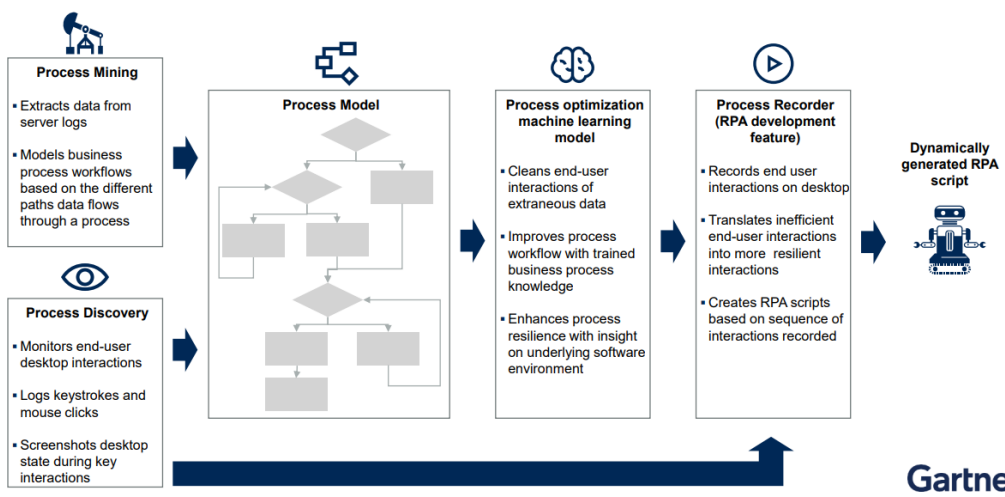 Process Mining
▪ Extracts data from
server logs
▪ Models business
process workflows
based on the different
paths data flows
through a process
Process Discovery
▪ Monitors end-user
desktop interactions
▪ Logs keystrokes and
mouse clicks
▪ Screenshots desktop
state during key
interactions
Process Model
Process optimization
machine learning
model
▪ Cleans end-user
interactions of
extraneous data
▪ Improves process
workflow with trained
business process
knowledge
▪ Enhances process
resilience with insight
on underlying software
environment
Process Recorder
(RPA development
feature)
▪ Records end user
interactions on desktop
▪ Translates inefficient
end-user interactions
into more resilient
interactions
▪ Creates RPA scripts
based on sequence of
interactions recorded
Dynamically
generated RPA
script
Gartne